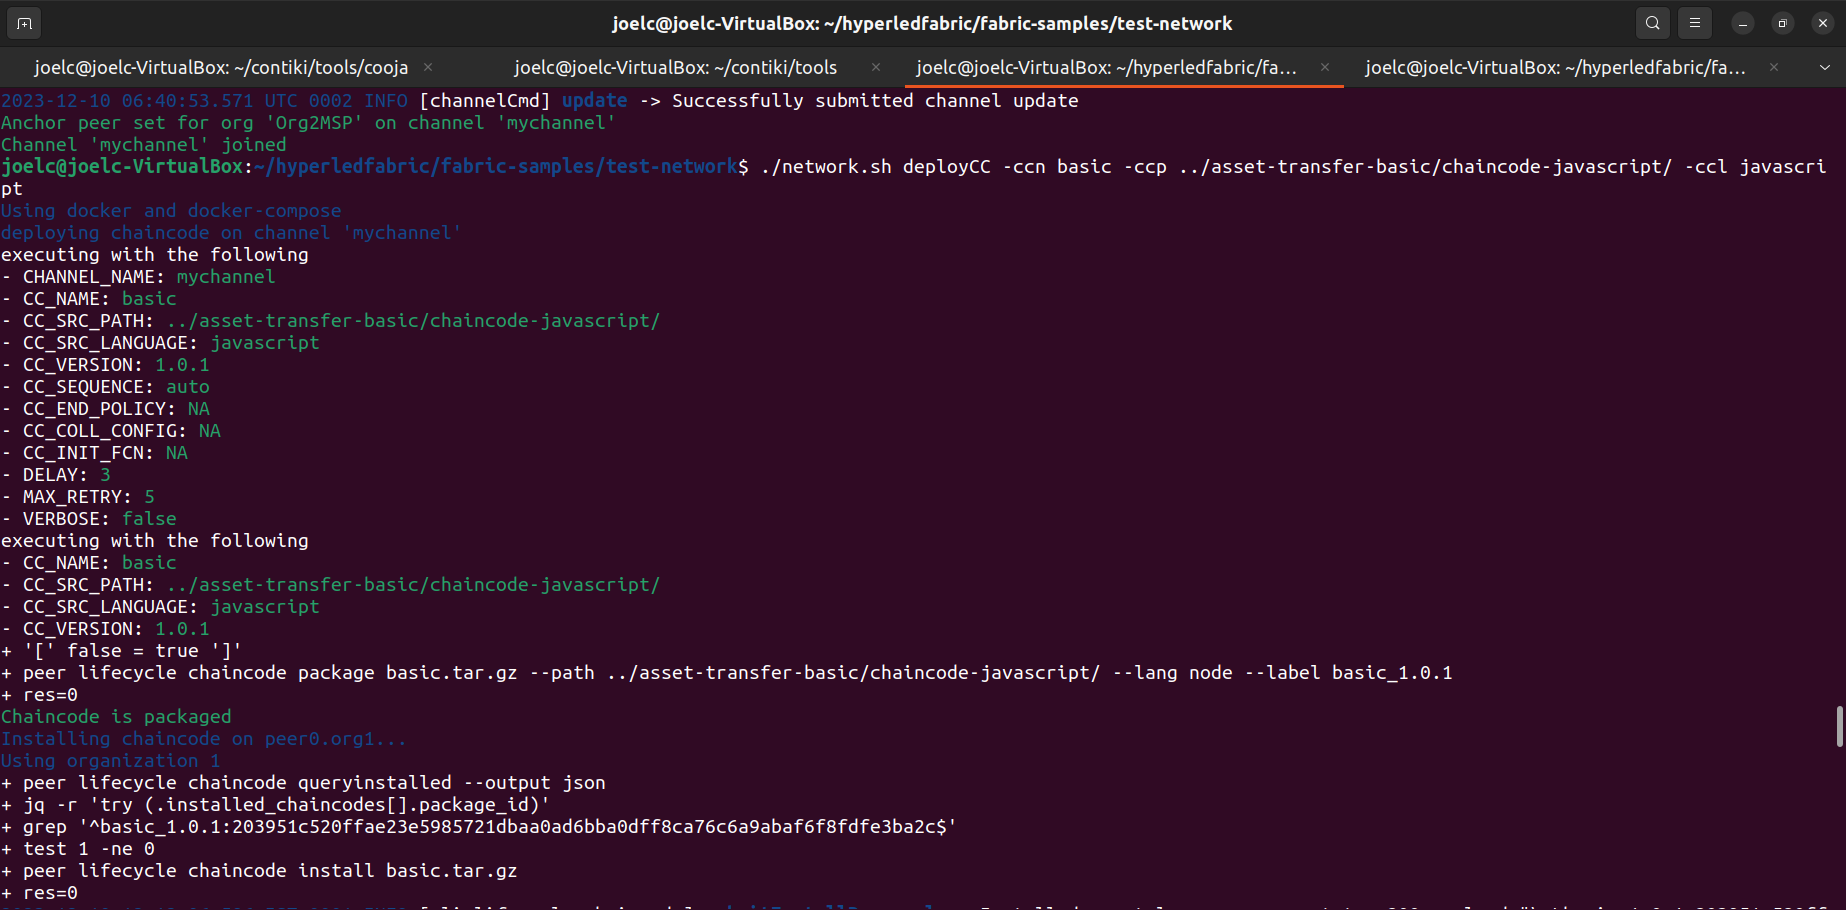 joelc@joelc-VirtualBox: ~/hyperledfabric/fabric-samples/test-network
joelc@joelc-VirtualBox: ~/contiki/tools/cooja
joelc@joelc-VirtualBox: ~/contiki/tools
joelc@joelc-VirtualBox: ~/hyperledfabric/fa...
joelc@joelc-VirtualBox: ~/hyperledfabric/fa...
2023-12-10 06:40:53.571 UTC 0002 INFO [channelCmd] update -> Successfully submitted channel update
Anchor peer set for org 'Org2MSP' on channel 'mychannel'
Channel 'mychannel' joined
joelc@joelc-VirtualBox:~/hyperledfabric/fabric-samples/test-network$ ./network.sh deployCC -ccn basic -ccp ../asset-transfer-basic/chaincode-javascript/ -ccl javascri
pt
Using docker and docker-compose
deploying chaincode on channel 'mychannel'
executing with the following
- CHANNEL_NAME: mychannel
- CC_NAME: basic
- CC_SRC_PATH: ../asset-transfer-basic/chaincode-javascript/
- CC_SRC_LANGUAGE: javascript
- CC_VERSION: 1.0.1
- CC_SEQUENCE: auto
- CC_END_POLICY: NA
- CC_COLL_CONFIG: NA
- CC_INIT_FCN: NA
- DELAY: 3
- MAX_RETRY: 5
- VERBOSE: false
executing with the following
- CC_NAME: basic
- CC_SRC_PATH: ../asset-transfer-basic/chaincode-javascript/
- CC_SRC_LANGUAGE: javascript
- CC_VERSION: 1.0.1
+ '[' false = true ']'
+ peer lifecycle chaincode package basic.tar.gz --path ../asset-transfer-basic/chaincode-javascript/ --lang node --label basic_1.0.1
+ res=0
Chaincode is packaged
Installing chaincode on peer0.org1...
Using organization 1
+ peer lifecycle chaincode queryinstalled --output json
+ jq -r 'try (.installed_chaincodes[].package_id)'
+ grep '^basic_1.0.1:203951c520ffae23e5985721dbaa0ad6bba0dff8ca76c6a9abaf6f8fdfe3ba2c$'
+ test 1 -ne 0
+ peer lifecycle chaincode install basic.tar.gz
+ res=0